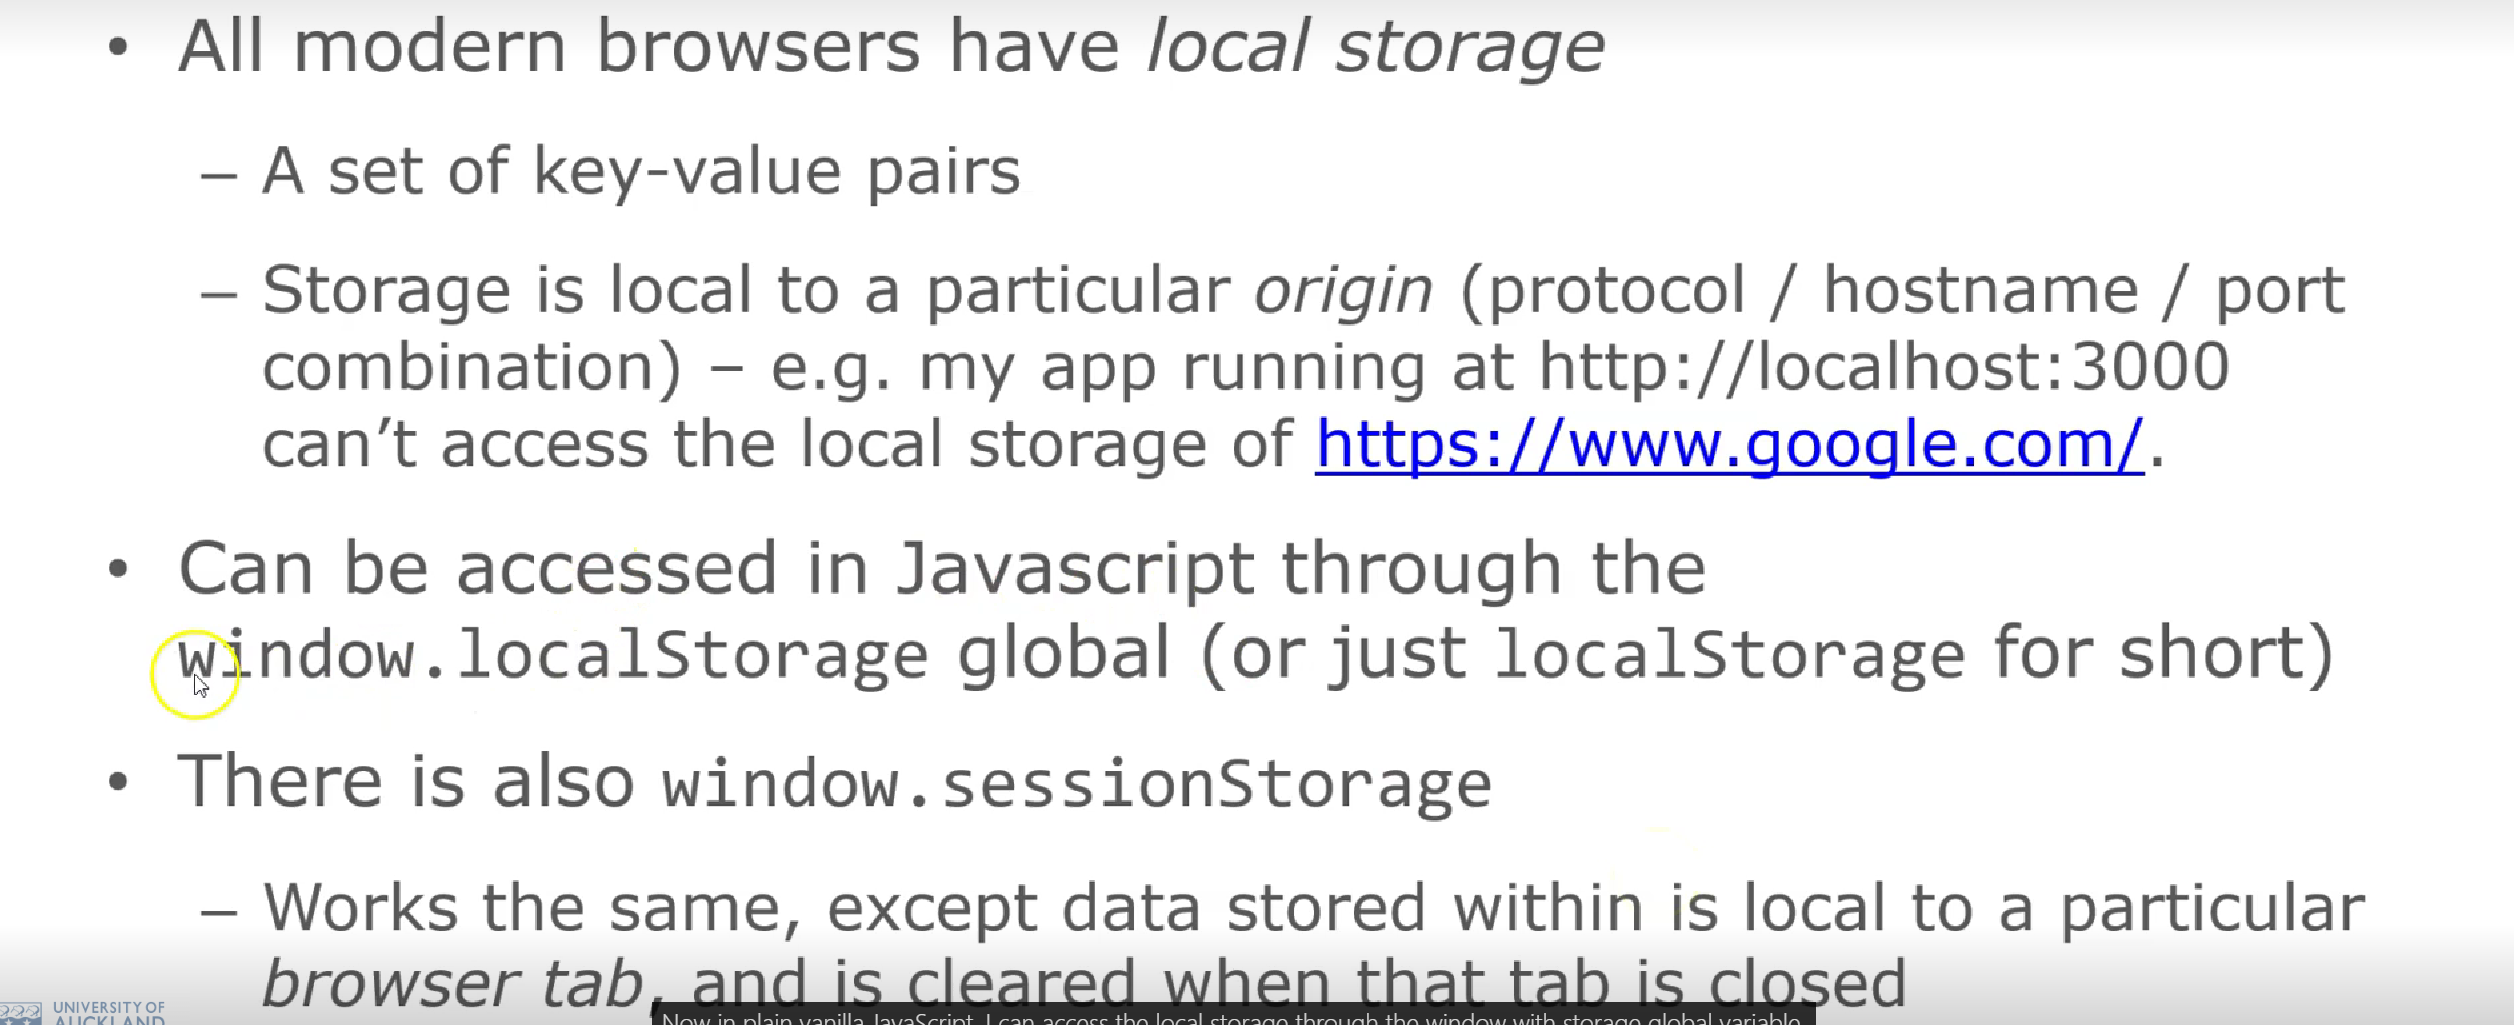 • All modern browsers have local storage
– A set of key-value pairs
– Storage is local to a particular origin (protocol / hostname / port
combination) – e.g. my app running at http://localhost:3000
can’t access the local storage of https://www.google.com/.
• Can be accessed in Javascript through the
window.localStorage global (or just localStorage for short)
• There is also window.sessionStorage
– Works the same, except data stored within is local to a particular
browser tab, and is cleared when that tab is closed
UNIVERSITY OF
AUCKLAND
Now in plain vanilla JavaScript, I can access the local storage through the window with storage global variable